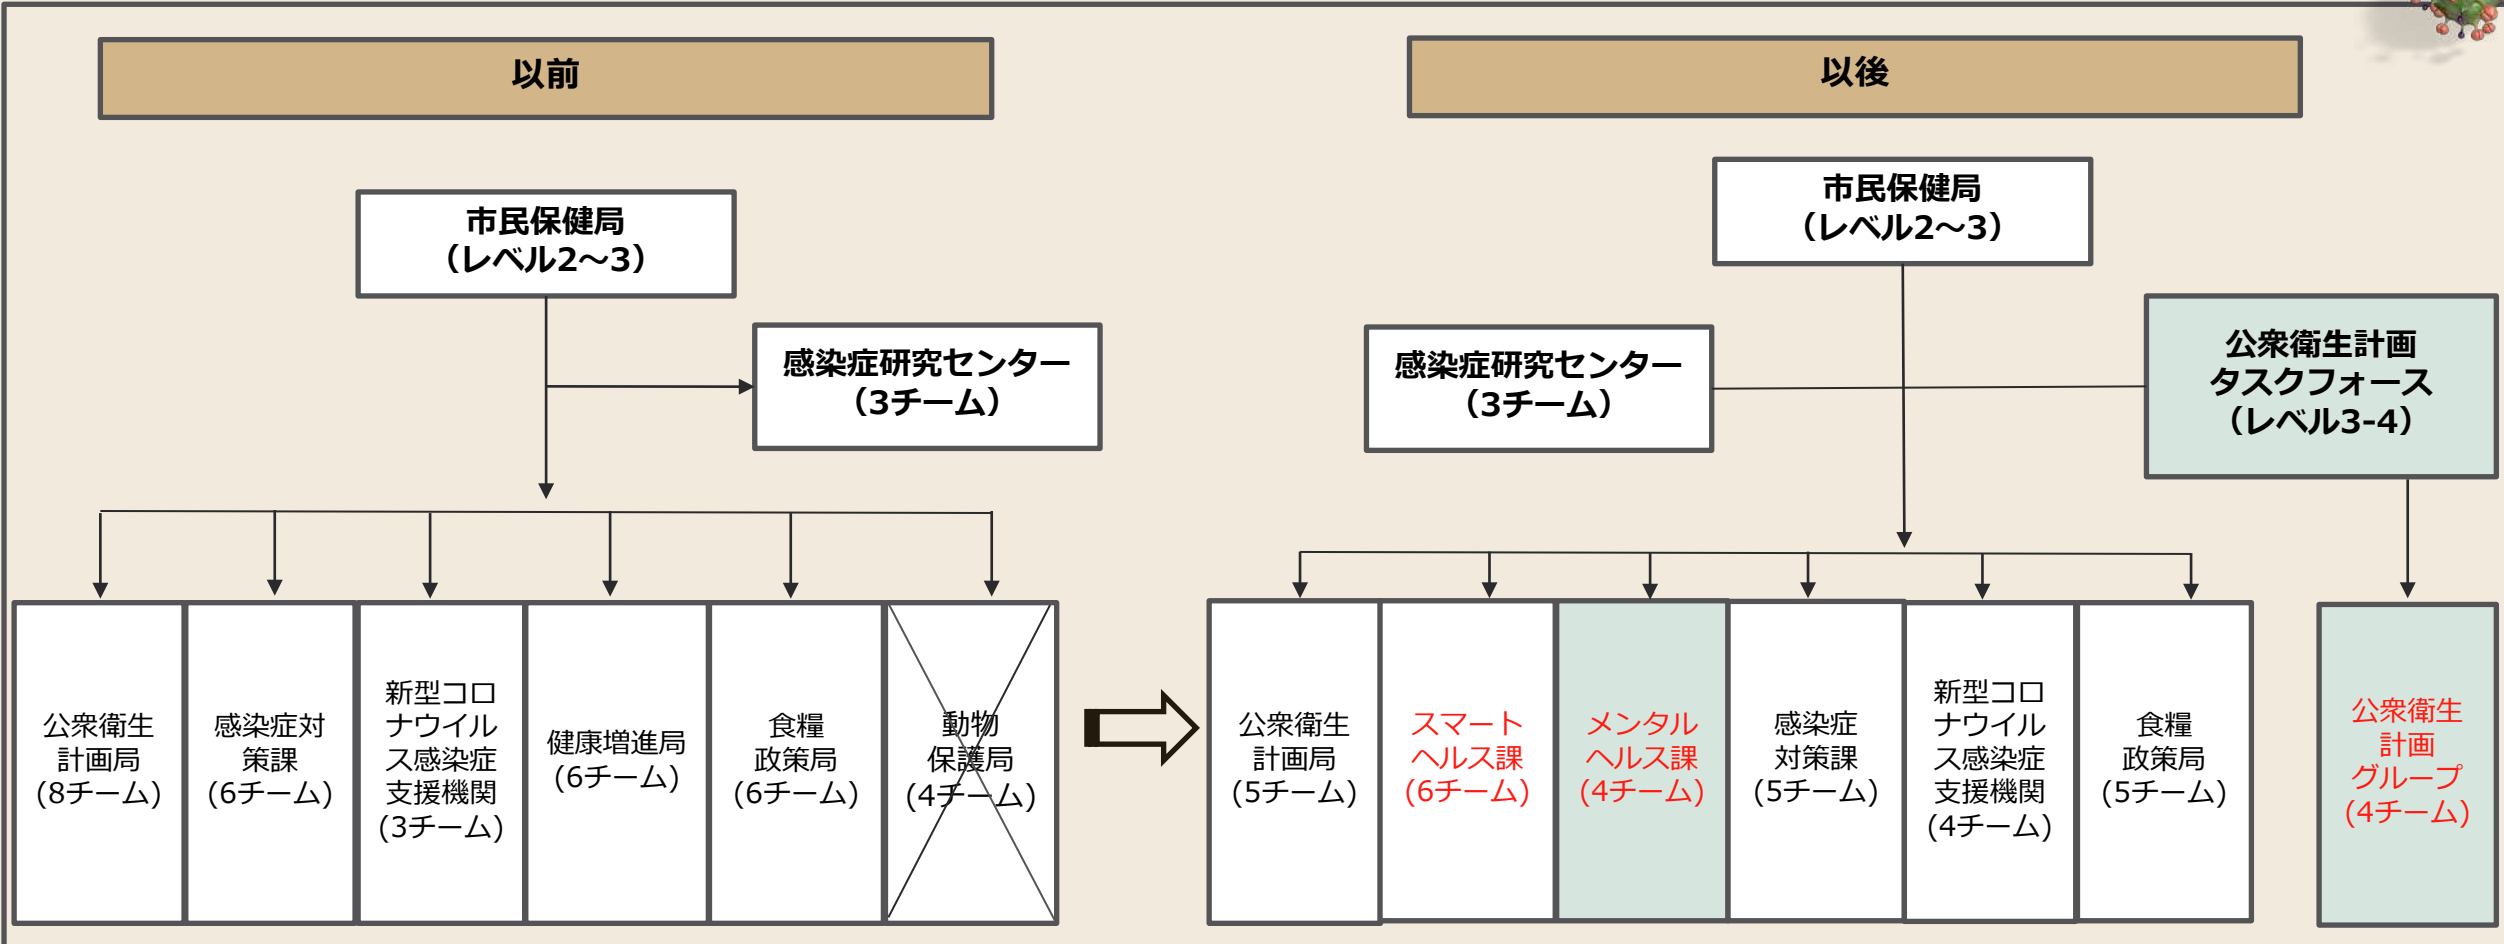 以前
市民保健局
（レベル2～3）
感染症研究センター
（3チーム）
公衆衛生
計画局
(8チーム)
感染症対
策課
(6チーム)
新型コロ
ナウイル
ス感染症
支援機関
(3チーム)
健康増進局
(6チーム)
食糧
政策局
(6チーム)
動物
保護局
(4チーム)
以後
市民保健局
（レベル2～3）
感染症研究センター
（3チーム）
公衆衛生計画
タスクフォース
（レベル3-4）
公衆衛生
計画局
(5チーム)
スマート
ヘルス課
(6チーム)
メンタル
ヘルス課
(4チーム)
感染症
対策課
(5チーム)
新型コロ
ナウイル
ス感染症
支援機関
(4チーム)
食糧
政策局
(5チーム)
公衆衛生
計画
グループ
(4チーム)